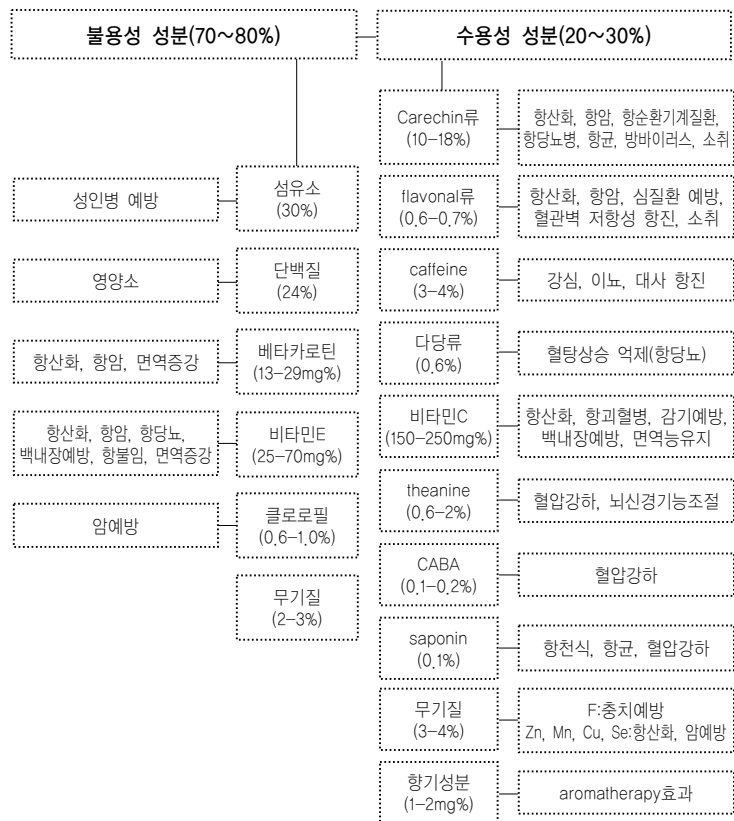 불용성 성분(70~80%)
수용성 성분(20~30%)
성인병 예방
섬유소
(30%)
영양소
단백질
(24%)
항산화, 항암, 면역증강
베타카로틴
(13-29mg%)
항산화, 항암, 항당뇨,
백내장예방, 항불임, 면역증강
비타민E
(25-70mg%)
암예방
클로로필
(0.6-1.0%)
무기질
(2-3%)
Carechin류
(10-18%)
항산화, 항암, 항순환기계질환,
항당뇨병, 항균, 방바이러스, 소취
flavonal류
(0.6-0.7%)
항산화, 항암, 심질환 예방,
혈관벽 저항성 항진, 소취
caffeine
(3-4%)
강심, 이뇨, 대사 항진
다당류
(0.6%)
혈탕상승 억제(항당뇨)
비타민C
(150-250mg%)
항산화, 항괴혈병, 감기예방,
백내장예방, 면역능유지
theanine
(0.6-2%)
혈압강하, 뇌신경기능조절
CABA
(0.1-0.2%)
혈압강하
saponin
(0.1%)
항천식, 항균, 혈압강하
무기질
(3-4%)
F:충치예방
Zn, Mn, Cu, Se:항산화, 암예방
향기성분
(1-2mg%)
aromatherapy효과